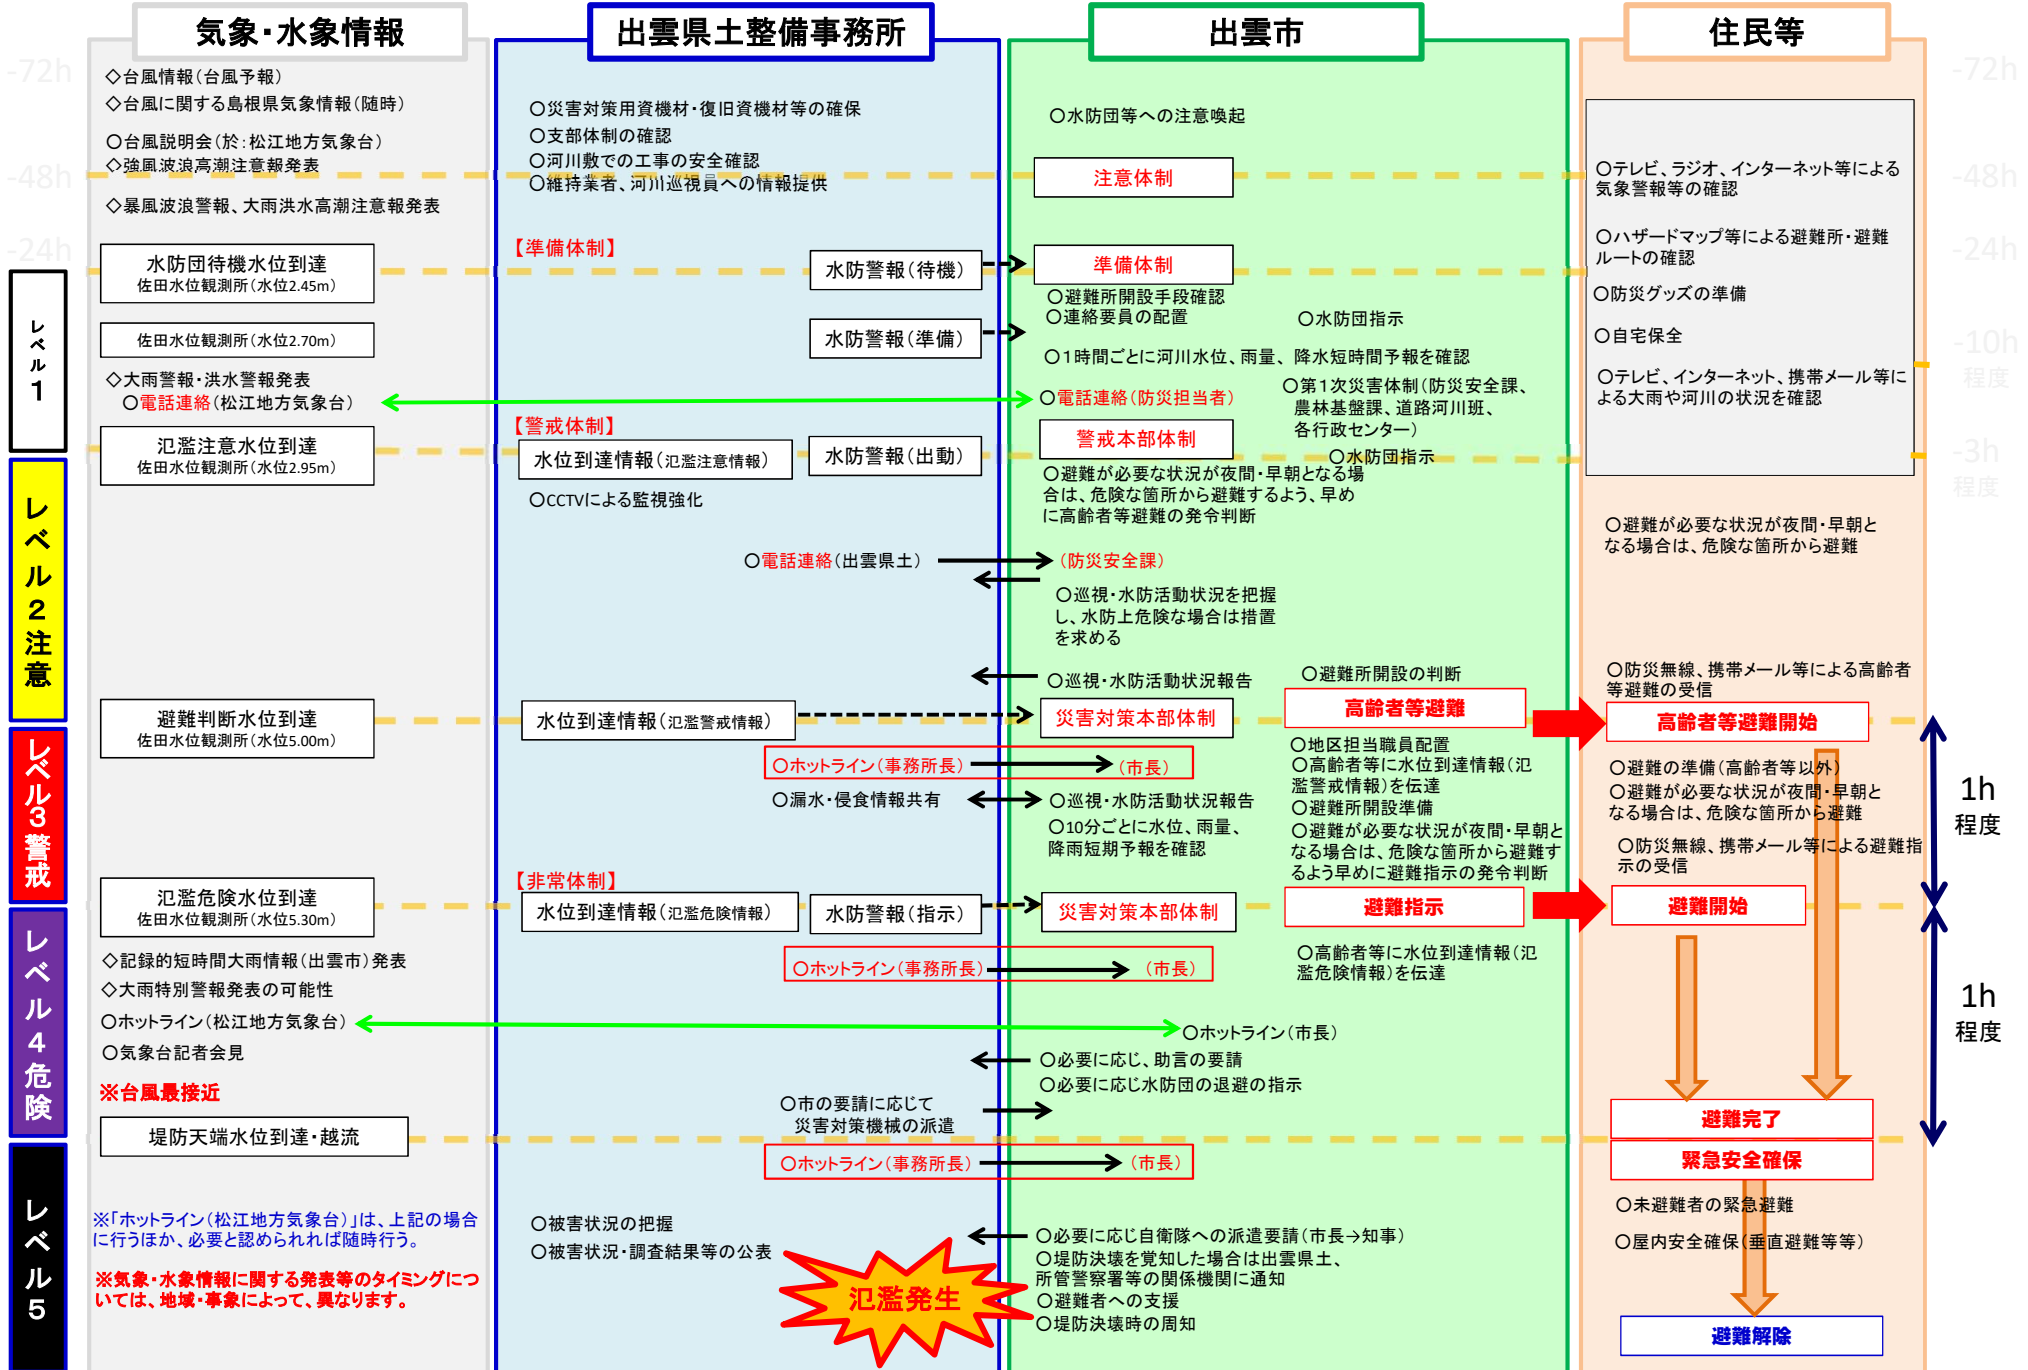 気象・水象情報
出雲県土整備事務所
出雲市
住民等
-72h
-48h
-24h
レベル1
レベル2注意
レベル3警戒
レベル4危険
レベル5
◇台風情報(台風予報)
◇台風に関する島根県気象情報(随時)
○台風説明会(於:松江地方気象台)
◇強風波浪高潮注意報発表
◇暴風波浪警報、大雨洪水高潮注意報発表
水防団待機水位到達
佐田水位観測所(水位2.45m)
佐田水位観測所(水位2.70m)
◇大雨警報・洪水警報発表
○電話連絡(松江地方気象台)
氾濫注意水位到達
佐田水位観測所(水位2.95m)
避難判断水位到達
佐田水位観測所(水位5.00m)
氾濫危険水位到達
佐田水位観測所(水位5.30m)
◇記録的短時間大雨情報(出雲市)発表
◇大雨特別警報発表の可能性
○ホットライン(松江地方気象台)
○気象台記者会見
※台風最接近
堤防天端水位到達・越流
※「ホットライン(松江地方気象台)」は、上記の場合
に行うほか、必要と認められれば随時行う。
※気象・水象情報に関する発表等のタイミングにつ
いては、地域・事象によって、異なります。
○災害対策用資機材・復旧資機材等の確保
○支部体制の確認
○河川敷での工事の安全確認
○維持業者、河川巡視員への情報提供
【準備体制】
水防警報(待機)
水防警報(準備)
【警戒体制】
水位到達情報(氾濫注意情報)
水防警報(出動)
○CCTVによる監視強化
○電話連絡(出雲県土)
水位到達情報(氾濫警戒情報)
○ホットライン(事務所長)
(市長)
○漏水・侵食情報共有
【非常体制】
水位到達情報(氾濫危険情報)
水防警報(指示)
○ホットライン(事務所長)
(市長)
○市の要請に応じて
災害対策機械の派遣
○ホットライン(事務所長)
(市長)
○被害状況の把握
○被害状況・調査結果等の公表
氾濫発生
○水防団等への注意喚起
注意体制
準備体制
○避難所開設手段確認
○連絡要員の配置
○水防団指示
○1時間ごとに河川水位、雨量、降水短時間予報を確認
○電話連絡(防災担当者)
○第1次災害体制(防災安全課、
農林基盤課、道路河川班、
各行政センター)
警戒本部体制
○水防団指示
○避難が必要な状況が夜間・早朝となる場
合は、危険な箇所から避難するよう、早め
に高齢者等避難の発令判断
(防災安全課)
○巡視・水防活動状況を把握
し、水防上危険な場合は措置
を求める
○巡視・水防活動状況報告
○避難所開設の判断
災害対策本部体制
高齢者等避難
○地区担当職員配置
○高齢者等に水位到達情報(氾
濫警戒情報)を伝達
○避難所開設準備
○避難が必要な状況が夜間・早朝と
なる場合は、危険な箇所から避難す
るよう早めに避難指示の発令判断
○巡視・水防活動状況報告
○10分ごとに水位、雨量、
降雨短期予報を確認
災害対策本部体制
避難指示
○高齢者等に水位到達情報(氾
濫危険情報)を伝達
○ホットライン(市長)
○必要に応じ、助言の要請
○必要に応じ水防団の退避の指示
○必要に応じ自衛隊への派遣要請(市長→知事)
○堤防決壊を覚知した場合は出雲県土、
所管警察署等の関係機関に通知
○避難者への支援
○堤防決壊時の周知
○テレビ、ラジオ、インターネット等による
気象警報等の確認
○ハザードマップ等による避難所・避難
ルートの確認
○防災グッズの準備
○自宅保全
○テレビ、インターネット、携帯メール等に
よる大雨や河川の状況を確認
○避難が必要な状況が夜間・早朝と
なる場合は、危険な箇所から避難
○防災無線、携帯メール等による高齢者
等避難の受信
高齢者等避難開始
○避難の準備(高齢者等以外)
○避難が必要な状況が夜間・早朝と
なる場合は、危険な箇所から避難
○防災無線、携帯メール等による避難指
示の受信
避難開始
避難完了
緊急安全確保
○未避難者の緊急避難
○屋内安全確保(垂直避難等等)
避難解除
-72h
-48h
-24h
-10h
程度
-3h
程度
1h
程度
1h
程度